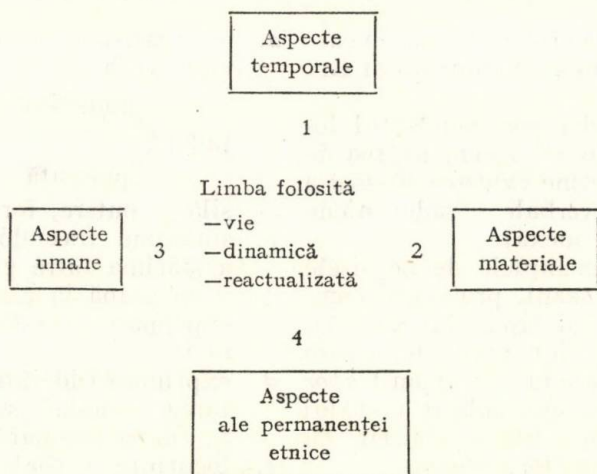 Aspecte
temporale
1
Limba folosită
Aspecte
umane
3
—vie
—dinamică
—reactualizată
2
Aspecte
materiale
4
Aspecte
ale permanenței
etnice